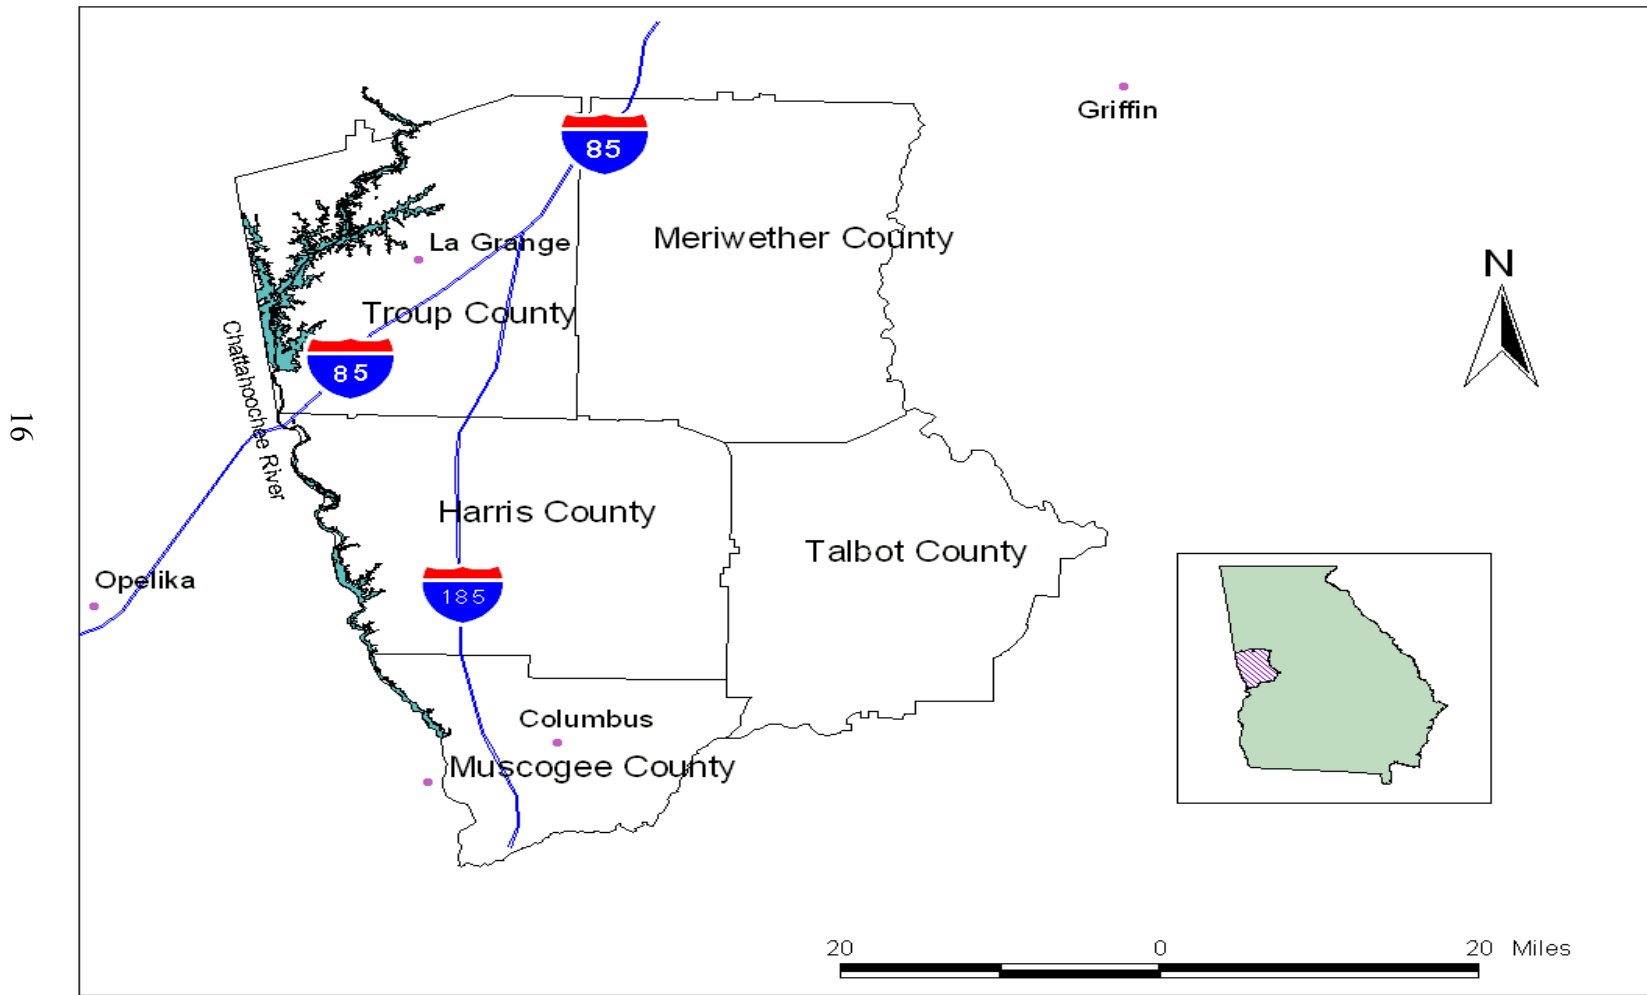 Griffin
85
La Grange
Meriwether County
N
Troup County
85
Chattahoochee River
16
Harris County
Talbot County
Opelika
185
Columbus
Muscogee County
20 0 20 Miles